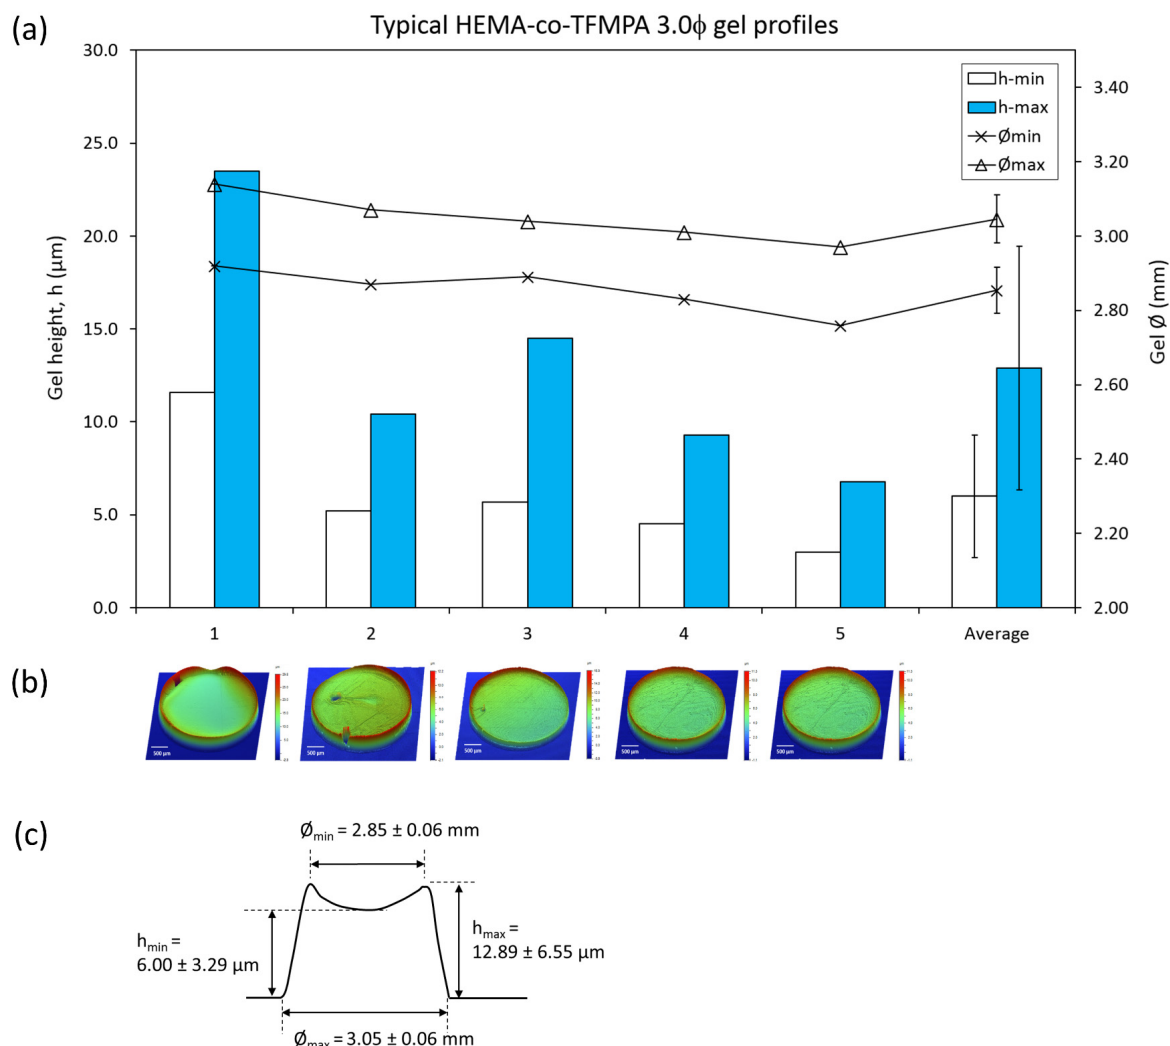 (a)
Typical HEMA-co-TFMPA 3.0ϕ gel profiles
30.0
25.0
20.0
15.0
10.0
5.0
0.0
Gel height, h (µm)
h-min
h-max
Ømin
Ømax
3.40
3.20
3.00
2.80
2.60
2.40
2.20
2.00
Gel Ø (mm)
1 2 3 4 5 Average
(b)
500 µm 500 µm 500 µm 500 µm 500 µm
(c)
Ømin = 2.85 ± 0.06 mm
hmin =
6.00 ± 3.29 µm
hmax =
12.89 ± 6.55 µm
Ømax = 3.05 ± 0.06 mm